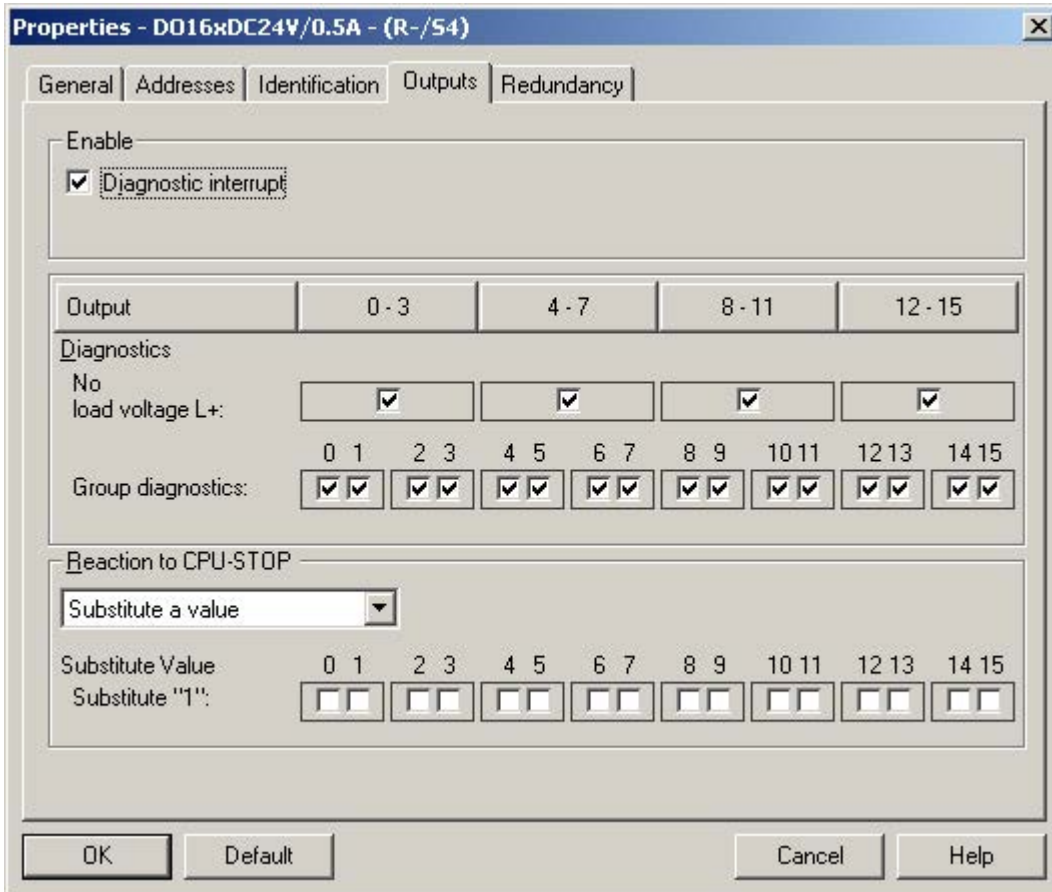 Properties - DO16xDC24V/0.5A - (R-/S4)
General Addresses Identification Outputs Redundancy
Enable
Diagnostic interrupt
Output 0 - 3 4 - 7 8 - 11 12 - 15
Diagnostics
No
load voltage L+:
0 1 2 3 4 5 6 7 8 9 10 11 12 13 14 15
Group diagnostics:
Reaction to CPU-STOP
Substitute a value
Substitute Value 0 1 2 3 4 5 6 7 8 9 10 11 12 13 14 15
Substitute "1":
OK Default Cancel Help